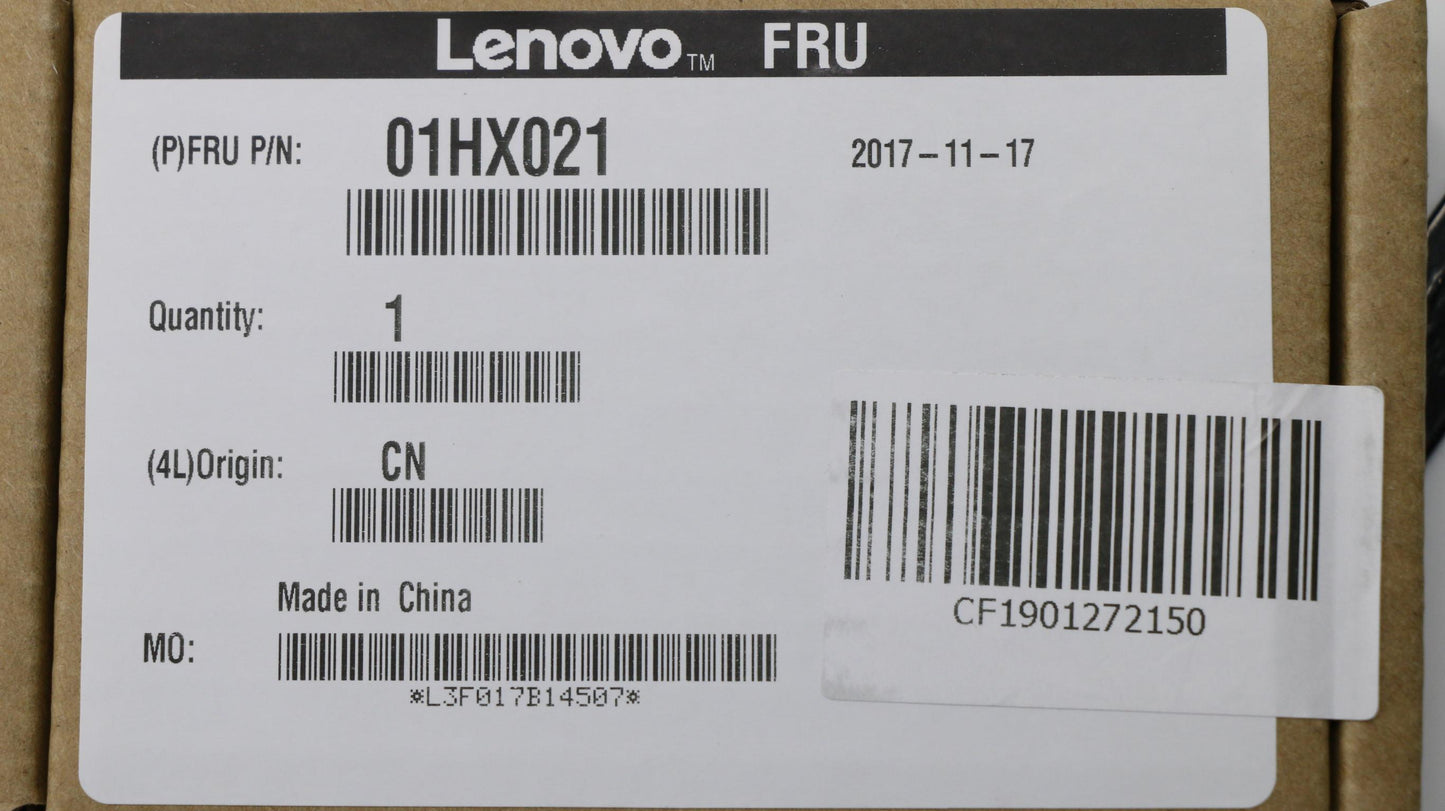 Lenovo™ FRU
(P)FRU P/N: 01HX021 2017-11-17
Quantity: 1
(4L)Origin: CN
Made in China
MO:
*L3F017B14507*
CF1901272150